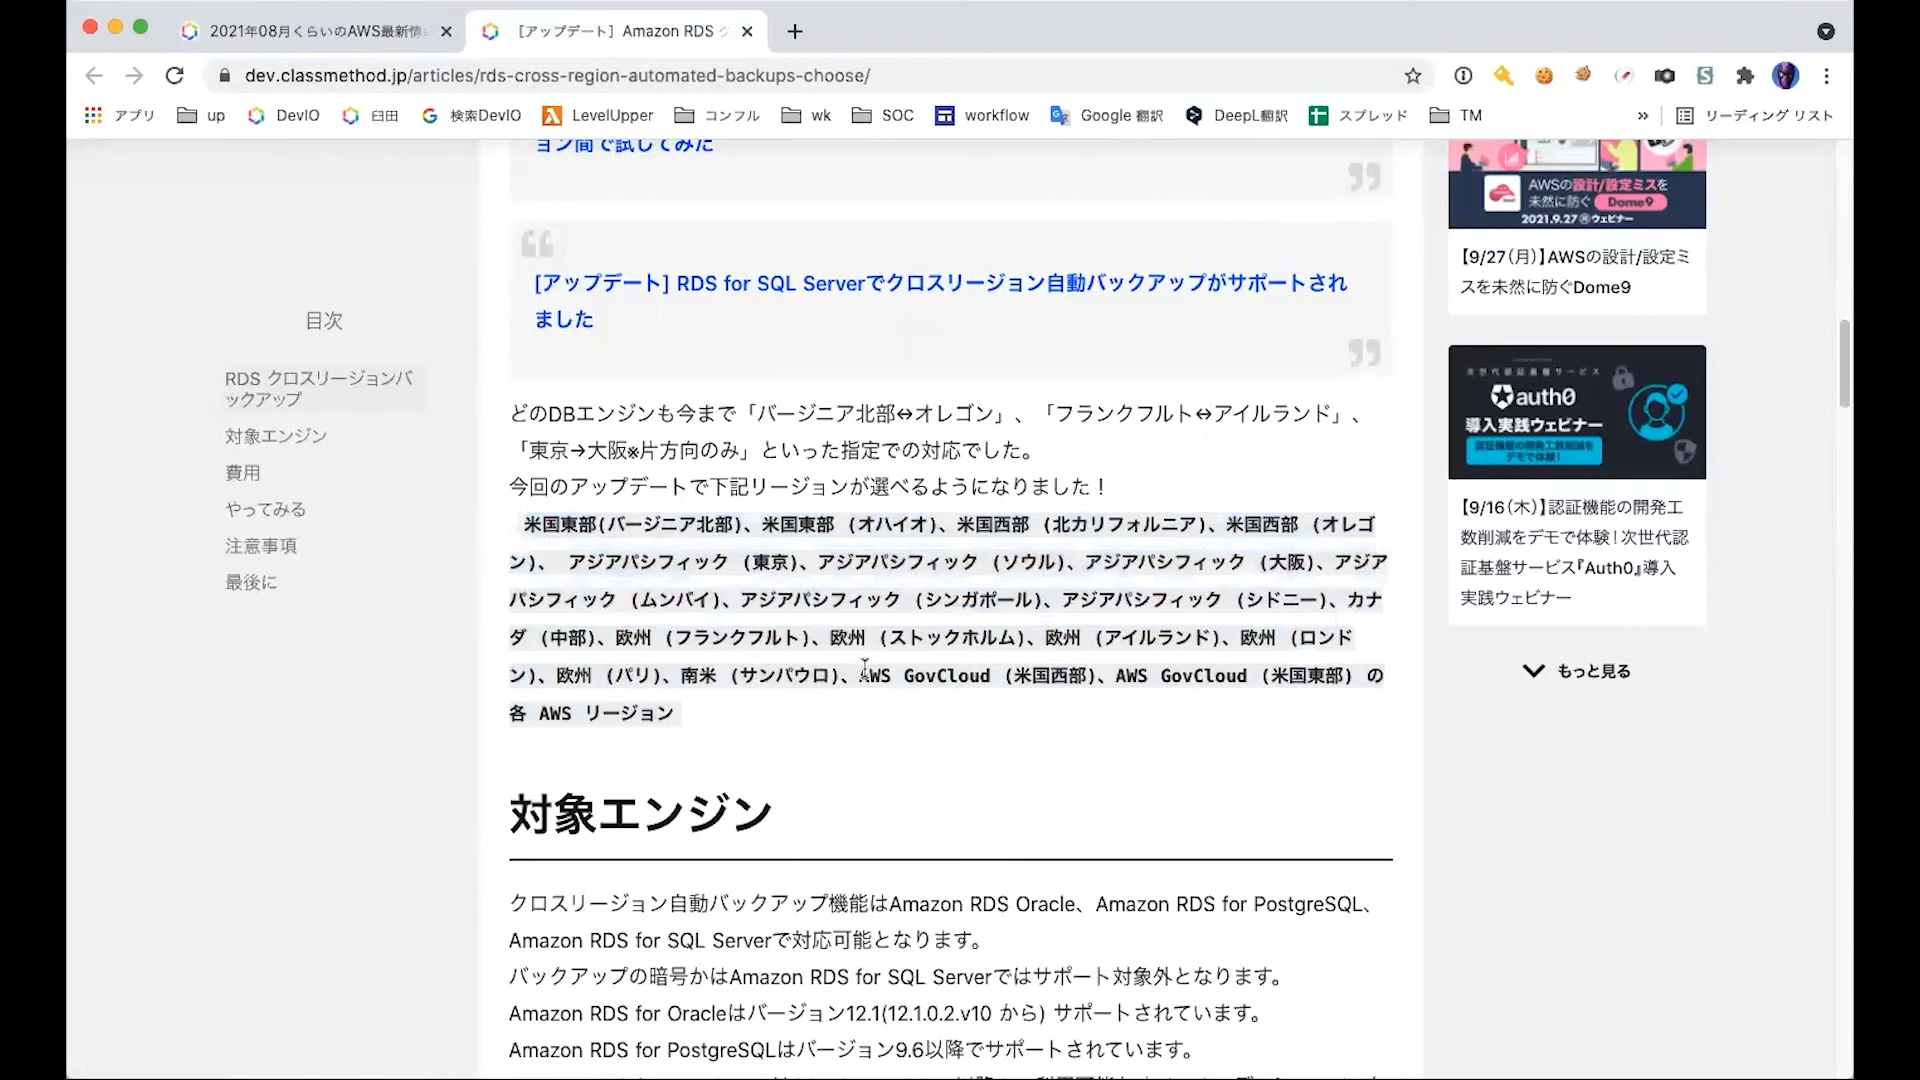 2021年08月くらいのAWS最新情
[アップデート] Amazon RDS ク
dev.classmethod.jp/articles/rds-cross-region-automated-backups-choose/
アプリ up DevIO 臼田 検索DevIO LevelUpper コンフル wk SOC workflow Google 翻訳 DeepL翻訳 スプレッド TM » リーディング リスト
目次
RDS クロスリージョンバ
ックアップ
対象エンジン
費用
やってみる
注意事項
最後に
ョン間で試してみた
[アップデート] RDS for SQL Serverでクロスリージョン自動バックアップがサポートされ
ました
どのDBエンジンも今まで「バージニア北部↔オレゴン」、「フランクフルト↔アイルランド」、
「東京→大阪※片方向のみ」といった指定での対応でした。
今回のアップデートで下記リージョンが選べるようになりました！
米国東部(バージニア北部)、米国東部 (オハイオ)、米国西部 (北カリフォルニア)、米国西部 (オレゴ
ン)、 アジアパシフィック (東京)、アジアパシフィック (ソウル)、アジアパシフィック (大阪)、アジア
パシフィック (ムンバイ)、アジアパシフィック (シンガポール)、アジアパシフィック (シドニー)、カナ
ダ (中部)、欧州 (フランクフルト)、欧州 (ストックホルム)、欧州 (アイルランド)、欧州 (ロンド
ン)、欧州 (パリ)、南米 (サンパウロ)、AWS GovCloud (米国西部)、AWS GovCloud (米国東部) の
各 AWS リージョン
対象エンジン
クロスリージョン自動バックアップ機能はAmazon RDS Oracle、Amazon RDS for PostgreSQL、
Amazon RDS for SQL Serverで対応可能となります。
バックアップの暗号かはAmazon RDS for SQL Serverではサポート対象外となります。
Amazon RDS for Oracleはバージョン12.1(12.1.0.2.v10 から) サポートされています。
Amazon RDS for PostgreSQLはバージョン9.6以降でサポートされています。
AWSの設計/設定ミスを
未然に防ぐ Dome9
2021.9.27 ㊊ ウェビナー
【9/27（月）】AWSの設計/設定ミ
スを未然に防ぐDome9
次世代認証基盤サービス
auth0
導入実践ウェビナー
認証機能の開発工数削減を
デモで体験！
【9/16（木）】認証機能の開発工
数削減をデモで体験！次世代認
証基盤サービス『Auth0』導入
実践ウェビナー
もっと見る